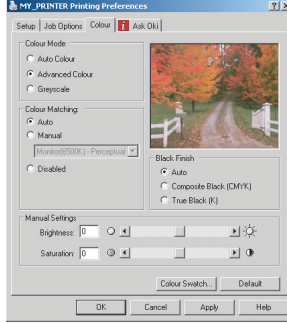 MY_PRINTER Printing Preferences
Setup Job Options Colour Ask Oki
Colour Mode
Auto Colour
Advanced Colour
Greyscale
Colour Matching:
Auto
Manual
Monitor(6500K) - Perceptual
Disabled
Black Finish
Auto
Composite Black (CMYK)
True Black (K)
Manual Settings
Brightness: 0
Saturation: 0
Colour Swatch... Default
OK Cancel Apply Help